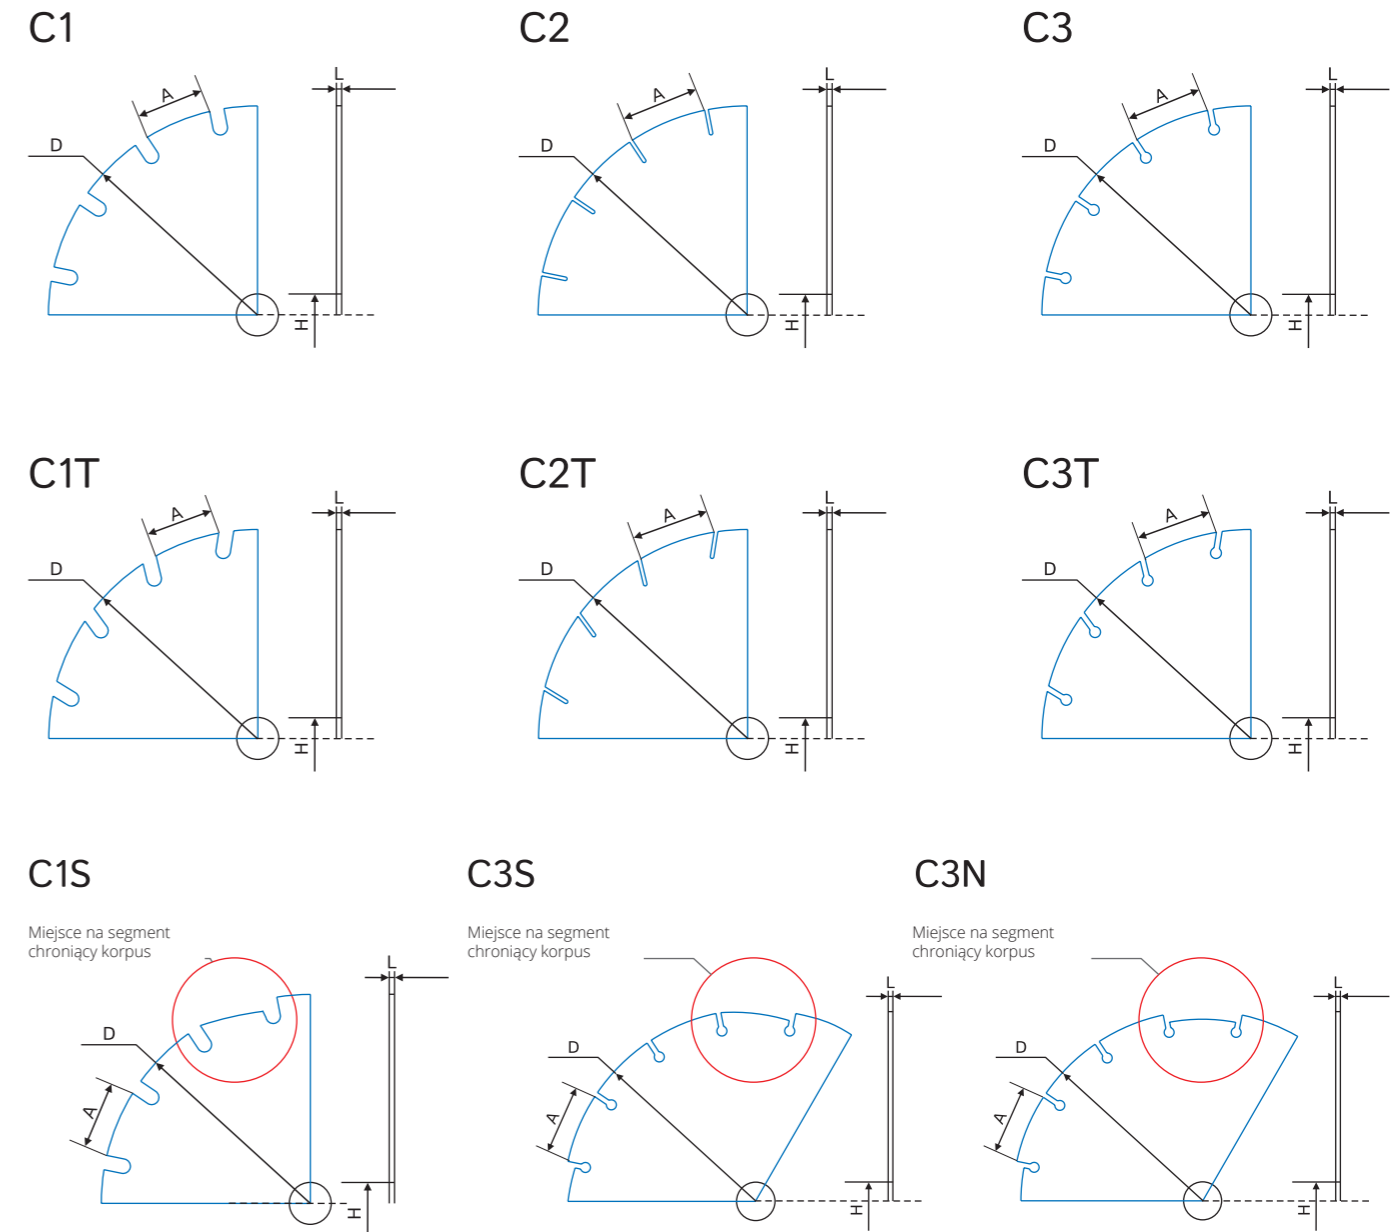 C1
C2
C3
L
A
D
H
L
A
D
H
L
A
D
H
C1T
C2T
C3T
L
A
D
H
L
A
D
H
L
A
D
H
C1S
C3S
C3N
Miejsce na segment
chroniący korpus
L
D
A
H
Miejsce na segment
chroniący korpus
L
D
A
H
Miejsce na segment
chroniący korpus
L
D
A
H